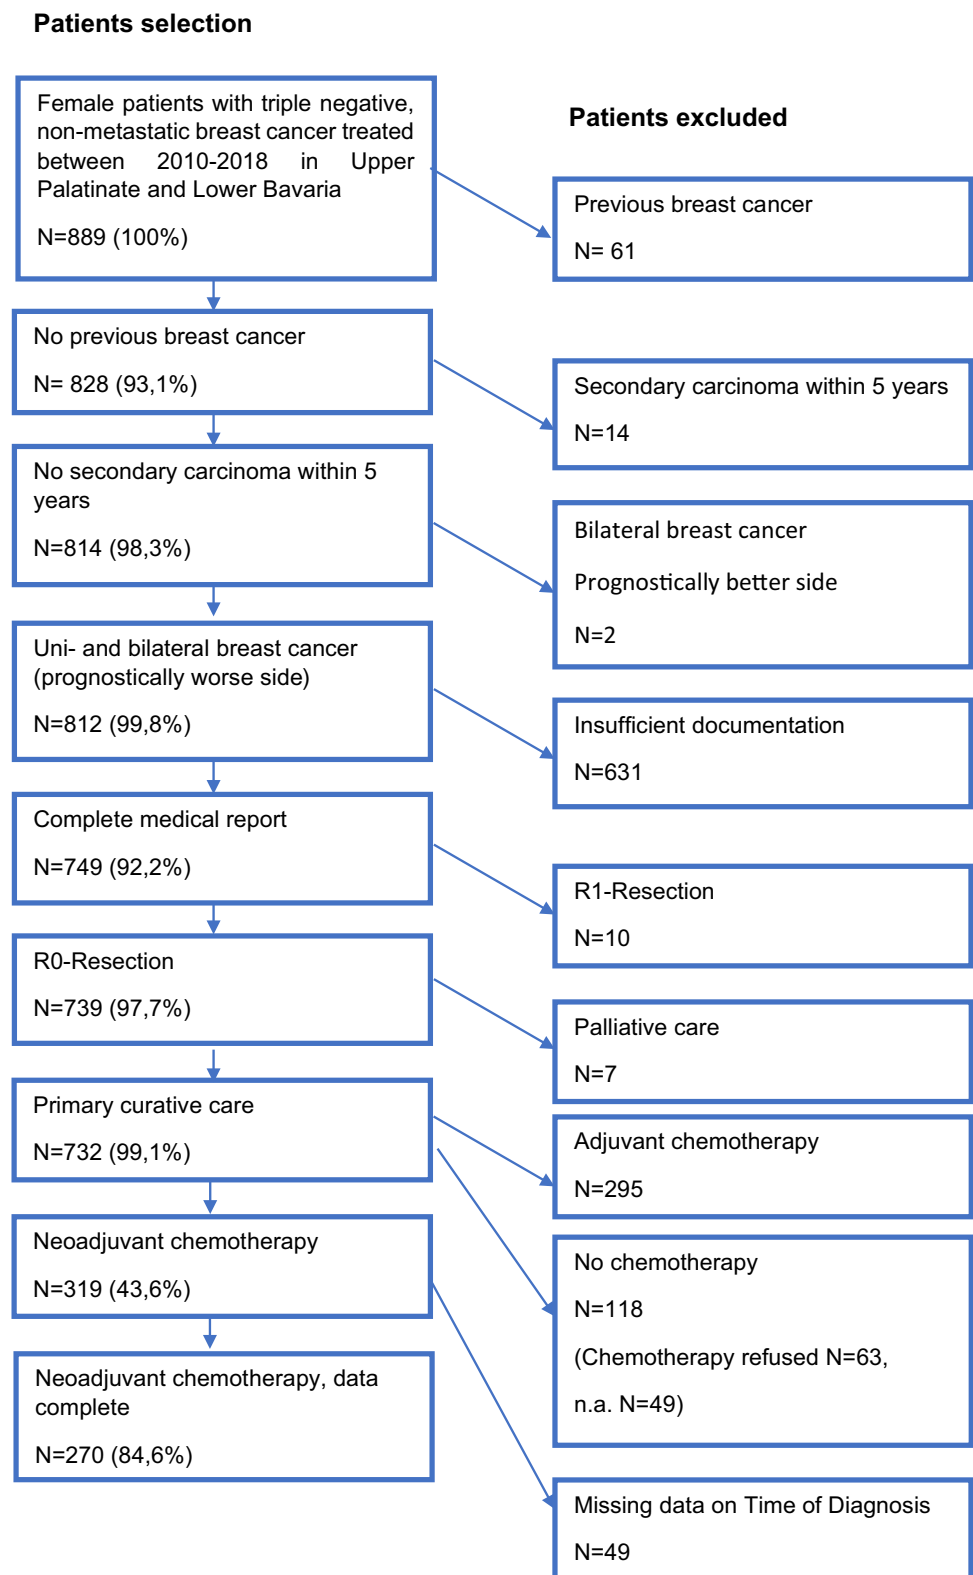 Patients selection
Female patients with triple negative,
non-metastatic breast cancer treated
between 2010-2018 in Upper
Palatinate and Lower Bavaria
N=889 (100%)
Patients excluded
Previous breast cancer
N= 61
No previous breast cancer
N= 828 (93,1%)
Secondary carcinoma within 5 years
N=14
No secondary carcinoma within 5
years
N=814 (98,3%)
Bilateral breast cancer
Prognostically better side
N=2
Uni- and bilateral breast cancer
(prognostically worse side)
N=812 (99,8%)
Insufficient documentation
N=631
Complete medical report
N=749 (92,2%)
R1-Resection
N=10
R0-Resection
N=739 (97,7%)
Palliative care
N=7
Primary curative care
N=732 (99,1%)
Adjuvant chemotherapy
N=295
Neoadjuvant chemotherapy
N=319 (43,6%)
No chemotherapy
N=118
(Chemotherapy refused N=63,
n.a. N=49)
Neoadjuvant chemotherapy, data
complete
N=270 (84,6%)
Missing data on Time of Diagnosis
N=49